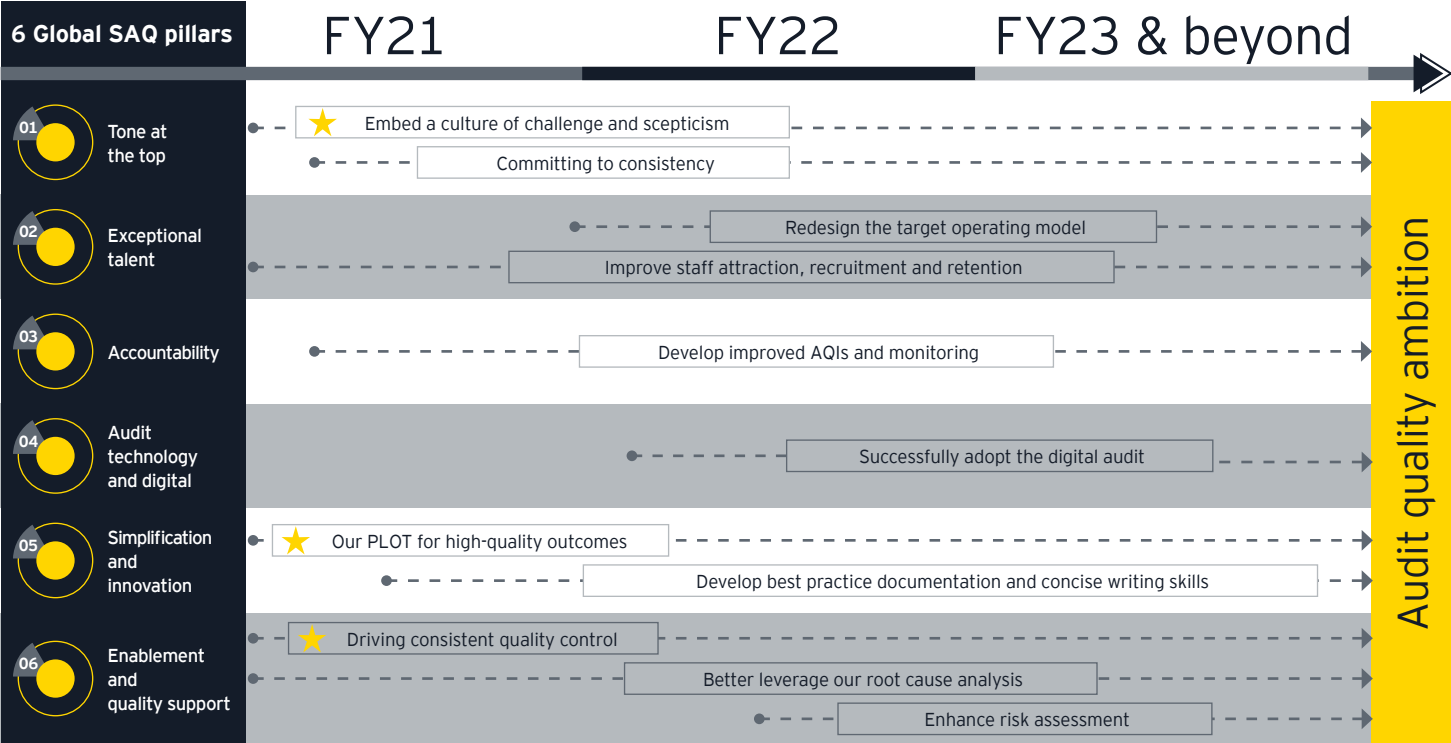 6 Global SAQ pillars
FY21
FY22
FY23 & beyond
01
Tone at
the top
Embed a culture of challenge and scepticism
Committing to consistency
02
Exceptional
talent
Redesign the target operating model
Improve staff attraction, recruitment and retention
03
Accountability
Develop improved AQIs and monitoring
04
Audit
technology
and digital
Successfully adopt the digital audit
05
Simplification
and
innovation
Our PLOT for high-quality outcomes
Develop best practice documentation and concise writing skills
06
Enablement
and
quality support
Driving consistent quality control
Better leverage our root cause analysis
Enhance risk assessment
Audit quality ambition